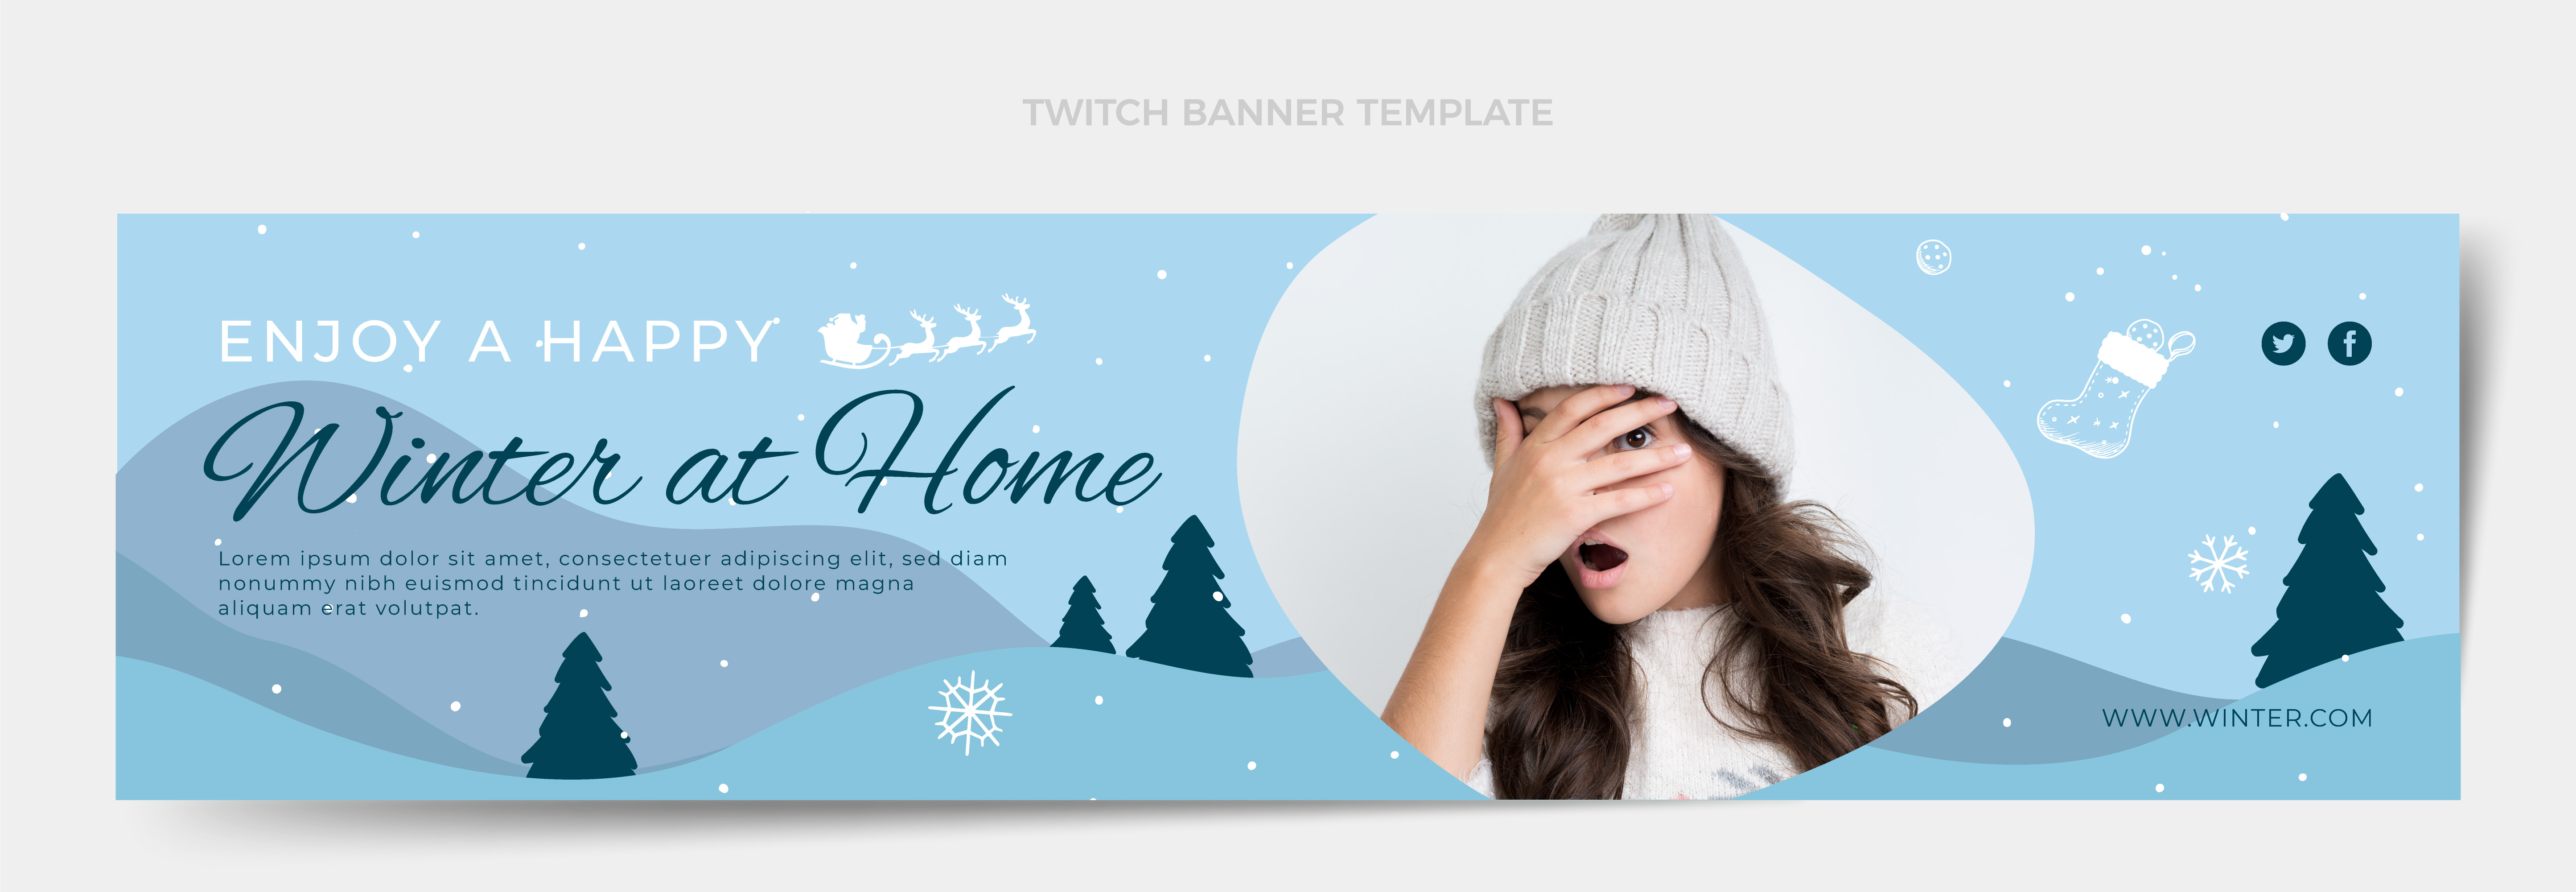 TWITCH BANNER TEMPLATE
ENJOY A HAPPY
Winter at Home
Lorem ipsum dolor sit amet, consectetuer adipiscing elit, sed diam
nonummy nibh euismod tincidunt ut laoreet dolore magna
aliquam erat volutpat.
WWW.WINTER.COM